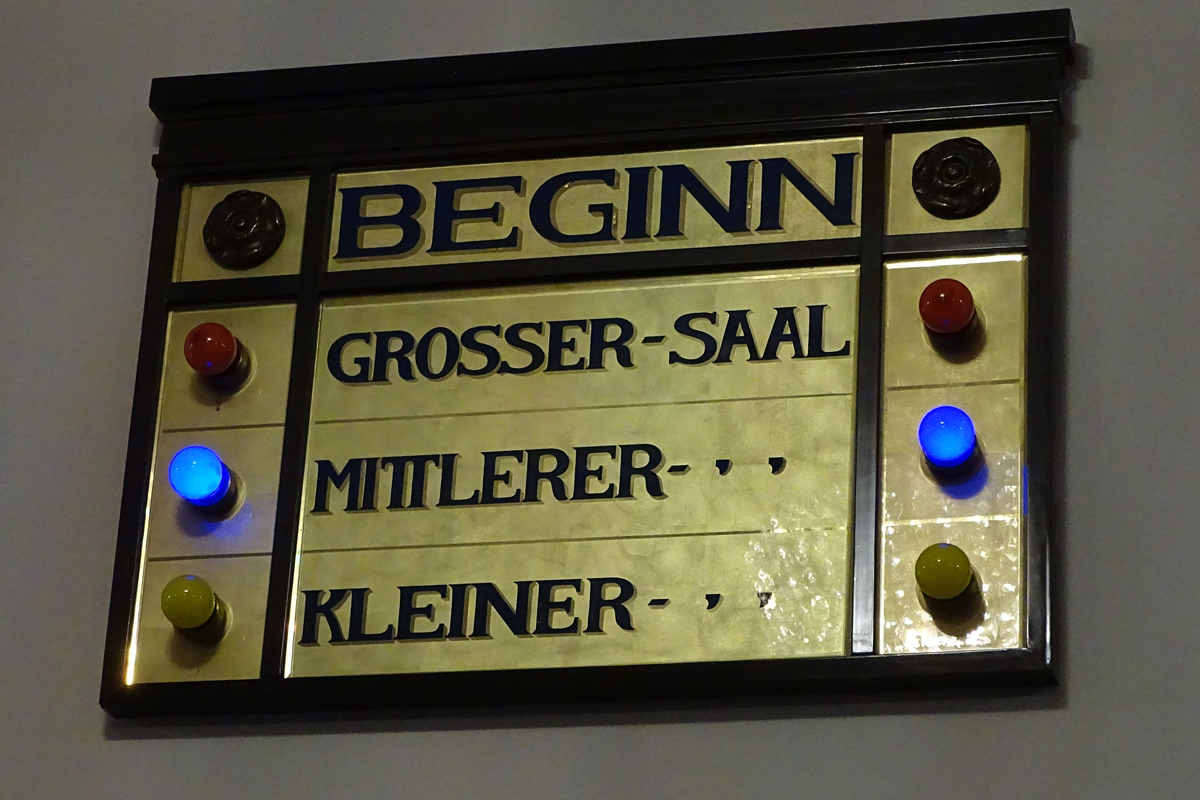 BEGINN
GROSSER-SAAL
MITTLERER- , ,
KLEINER- , ,